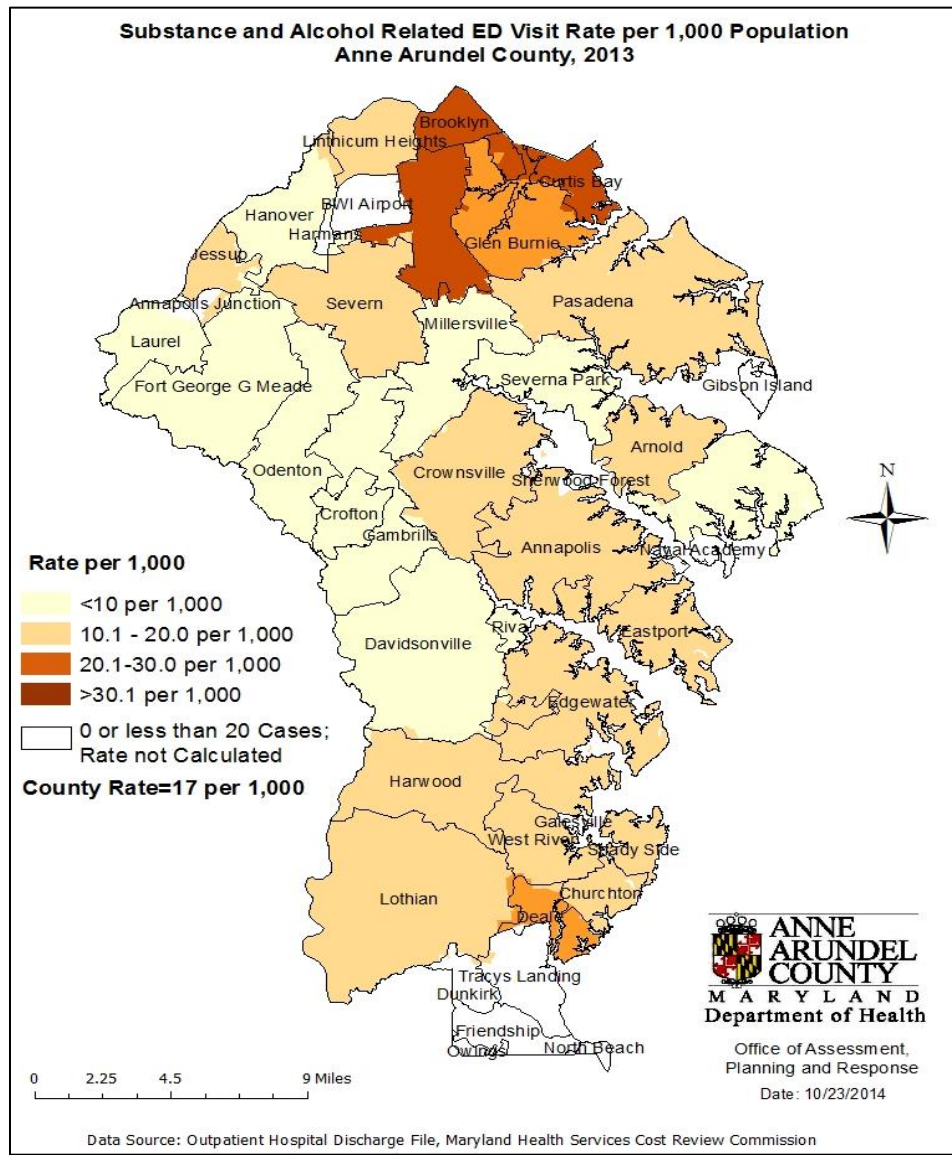 Substance and Alcohol Related ED Visit Rate per 1,000 Population
Anne Arundel County, 2013
Brooklyn
Linthicum Heights
Curtis Bay
BWI Airport
Hanover
Harmans
Glen Burnie
Jessup
Annapolis Junction
Severn
Pasadena
Laurel
Millersville
Fort George G Meade
Severna Park
Gibson Island
Arnold
Odenton
Crownsville
Sherwood Forest
N
Crofton
Gambrills
Annapolis
Naval Academy
Rate per 1,000
<10 per 1,000
10.1 - 20.0 per 1,000
20.1-30.0 per 1,000
>30.1 per 1,000
0 or less than 20 Cases;
Rate not Calculated
County Rate=17 per 1,000
Riva
Eastport
Davidsonville
Edgewater
Harwood
Galesville
West River
Shady Side
Lothian
Churchton
Deale
Tracys Landing
Dunkirk
Friendship
Owings
North Beach
ANNE
ARUNDEL
COUNTY
MARYLAND
Department of Health
Office of Assessment,
Planning and Response
Date: 10/23/2014
0 2.25 4.5 9 Miles
Data Source: Outpatient Hospital Discharge File, Maryland Health Services Cost Review Commission